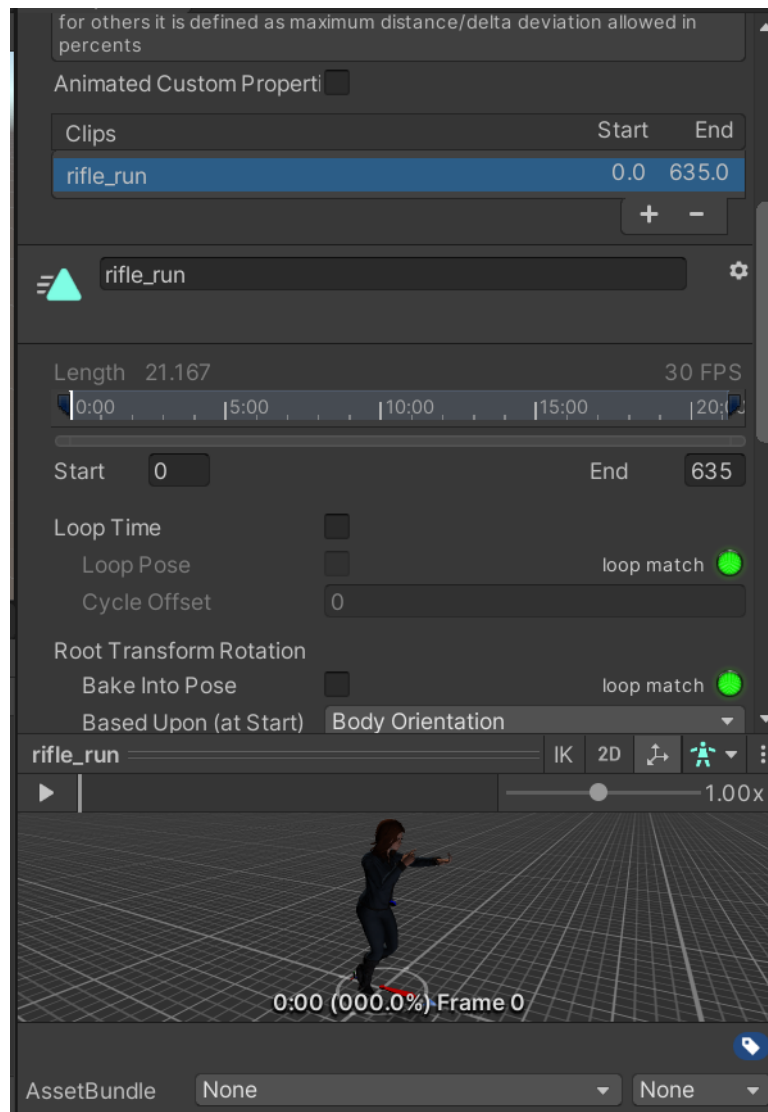 for others it is defined as maximum distance/delta deviation allowed in
percents
Animated Custom Properti
Clips Start End
rifle_run 0.0 635.0
+ −
rifle_run
Length 21.167 30 FPS
0:00 5:00 10:00 15:00 20:
Start 0 End 635
Loop Time
Loop Pose loop match
Cycle Offset 0
Root Transform Rotation
Bake Into Pose loop match
Based Upon (at Start) Body Orientation
rifle_run IK 2D
1.00x
0:00 (000.0%) Frame 0
AssetBundle None None